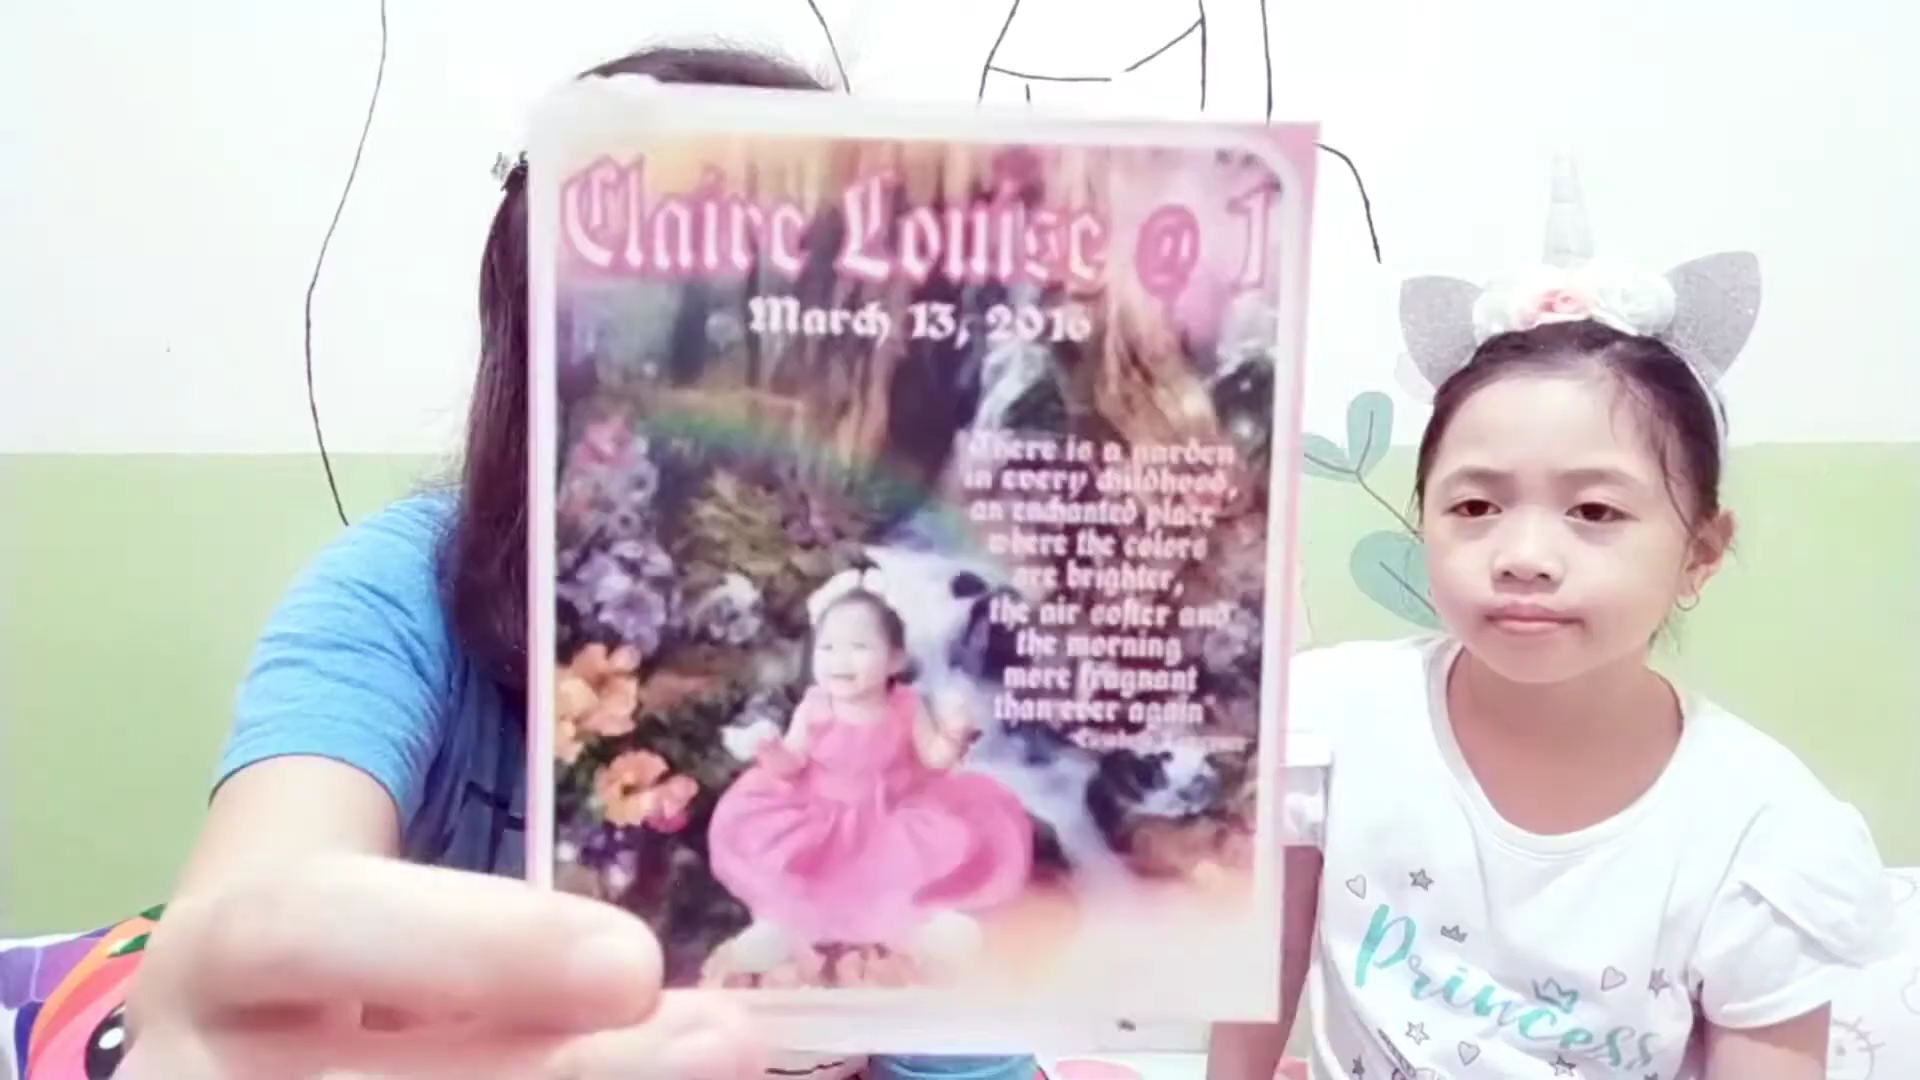 Claire Louise @ 1
March 13, 2016
"There is a garden
in every childhood,
an enchanted place
where the colors
are brighter,
the air softer and
the morning
more fragnant
than ever again"
Princess